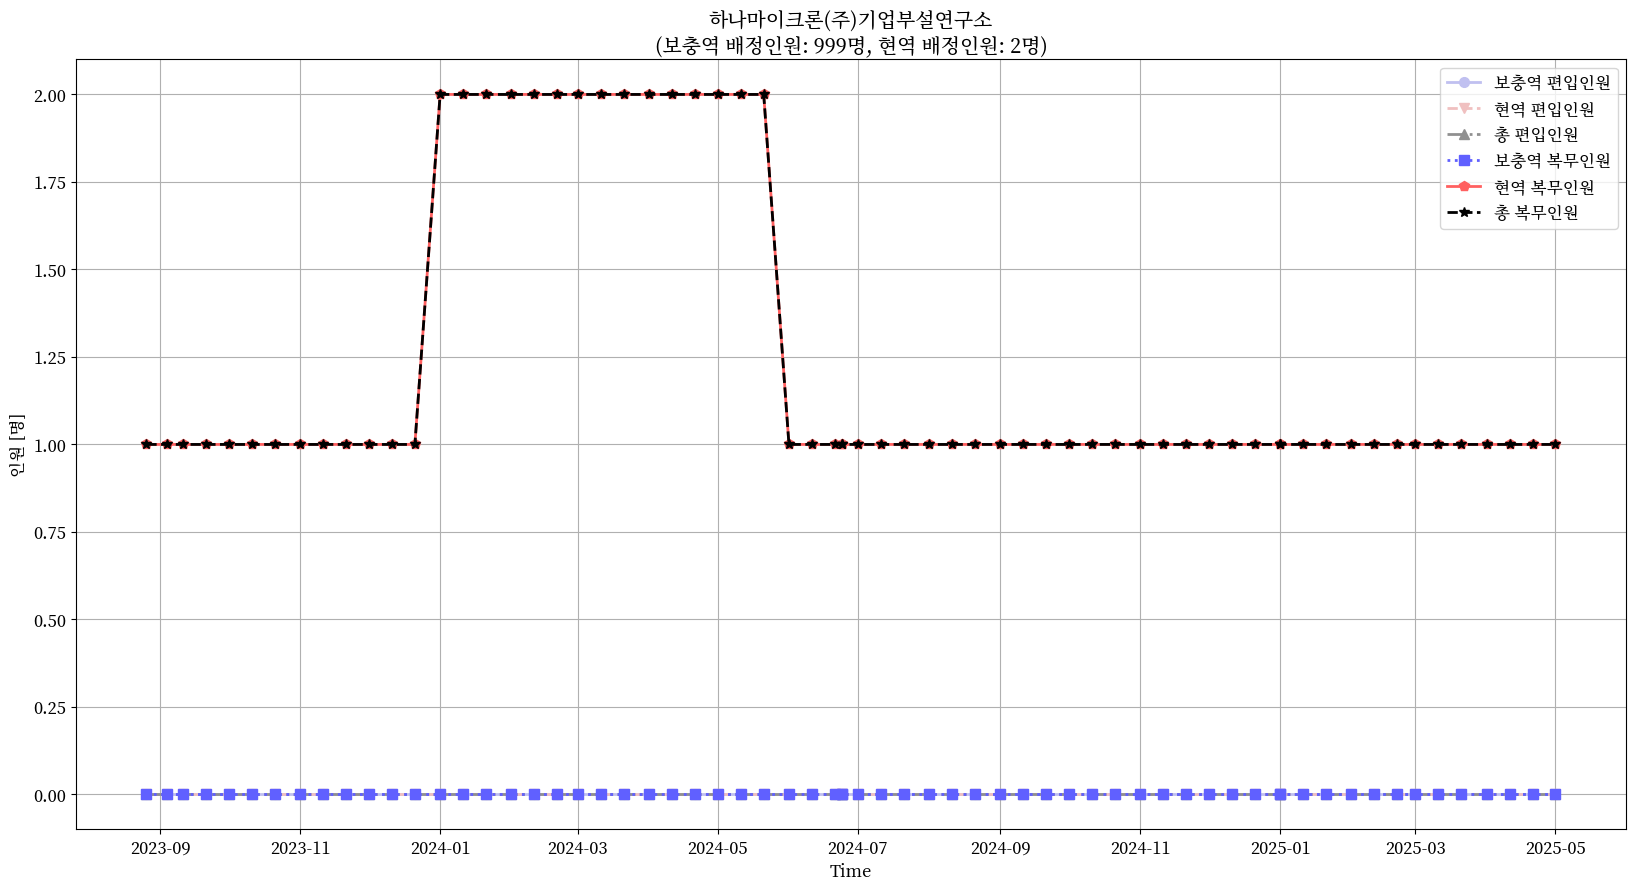 하나마이크론(주)기업부설연구소
(보충역 배정인원: 999명, 현역 배정인원: 2명)
보충역 편입인원
현역 편입인원
총 편입인원
보충역 복무인원
현역 복무인원
총 복무인원
2.00
1.75
1.50
1.25
1.00
0.75
0.50
0.25
0.00
인원 [명]
2023-09 2023-11 2024-01 2024-03 2024-05 2024-07 2024-09 2024-11 2025-01 2025-03 2025-05
Time